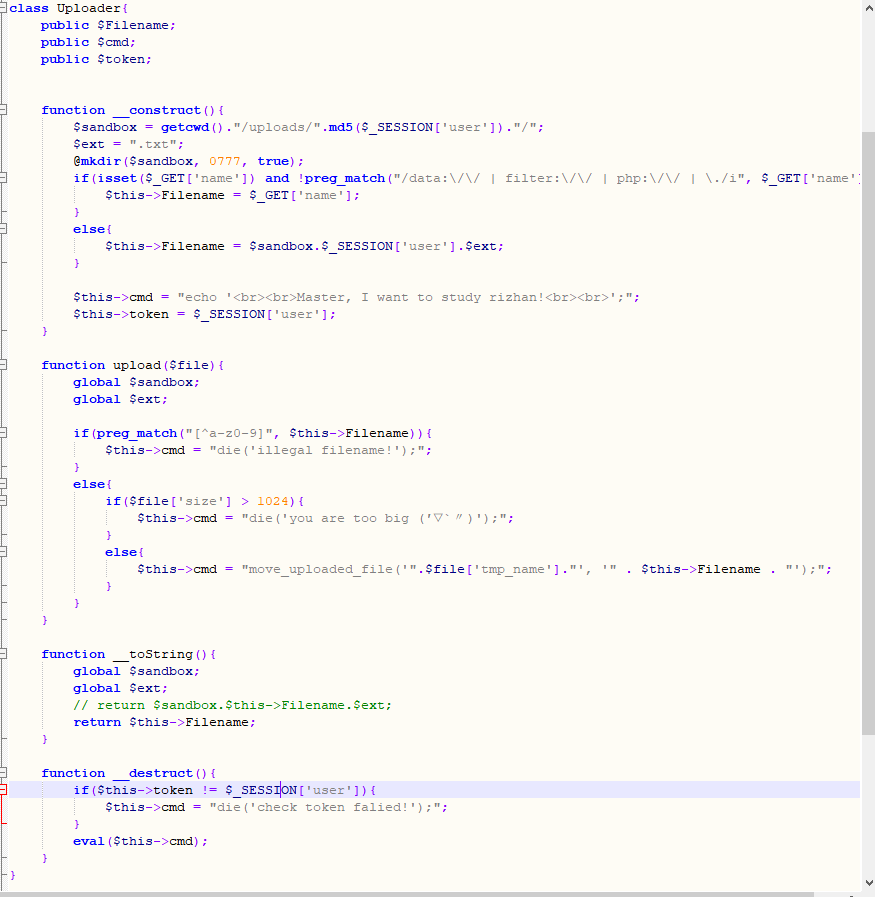 class Uploader{
public $Filename;
public $cmd;
public $token;
function __construct(){
$sandbox = getcwd()."/uploads/".md5($_SESSION['user'])."/";
$ext = ".txt";
@mkdir($sandbox, 0777, true);
if(isset($_GET['name']) and !preg_match("/data:\/\/ | filter:\/\/ | php:\/\/ | \./i", $_GET['name']
$this->Filename = $_GET['name'];
}
else{
$this->Filename = $sandbox.$_SESSION['user'].$ext;
}
$this->cmd = "echo '<br><br>Master, I want to study rizhan!<br><br>';";
$this->token = $_SESSION['user'];
}
function upload($file){
global $sandbox;
global $ext;
if(preg_match("[^a-z0-9]", $this->Filename)){
$this->cmd = "die('illegal filename!');";
}
else{
if($file['size'] > 1024){
$this->cmd = "die('you are too big ('▽`〃)');";
}
else{
$this->cmd = "move_uploaded_file('".$file['tmp_name']."', '" . $this->Filename . "');";
}
}
}
function __toString(){
global $sandbox;
global $ext;
// return $sandbox.$this->Filename.$ext;
return $this->Filename;
}
function __destruct(){
if($this->token != $_SESSION['user']){
$this->cmd = "die('check token falied!');";
}
eval($this->cmd);
}
}